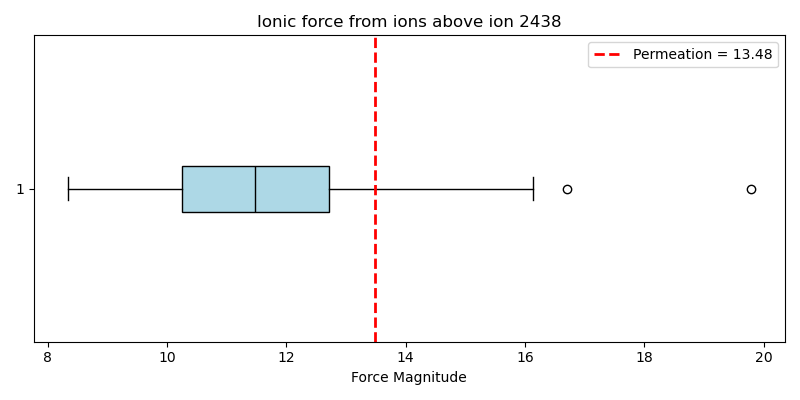 Ionic force from ions above ion 2438
Permeation = 13.48
1
8 10 12 14 16 18 20
Force Magnitude